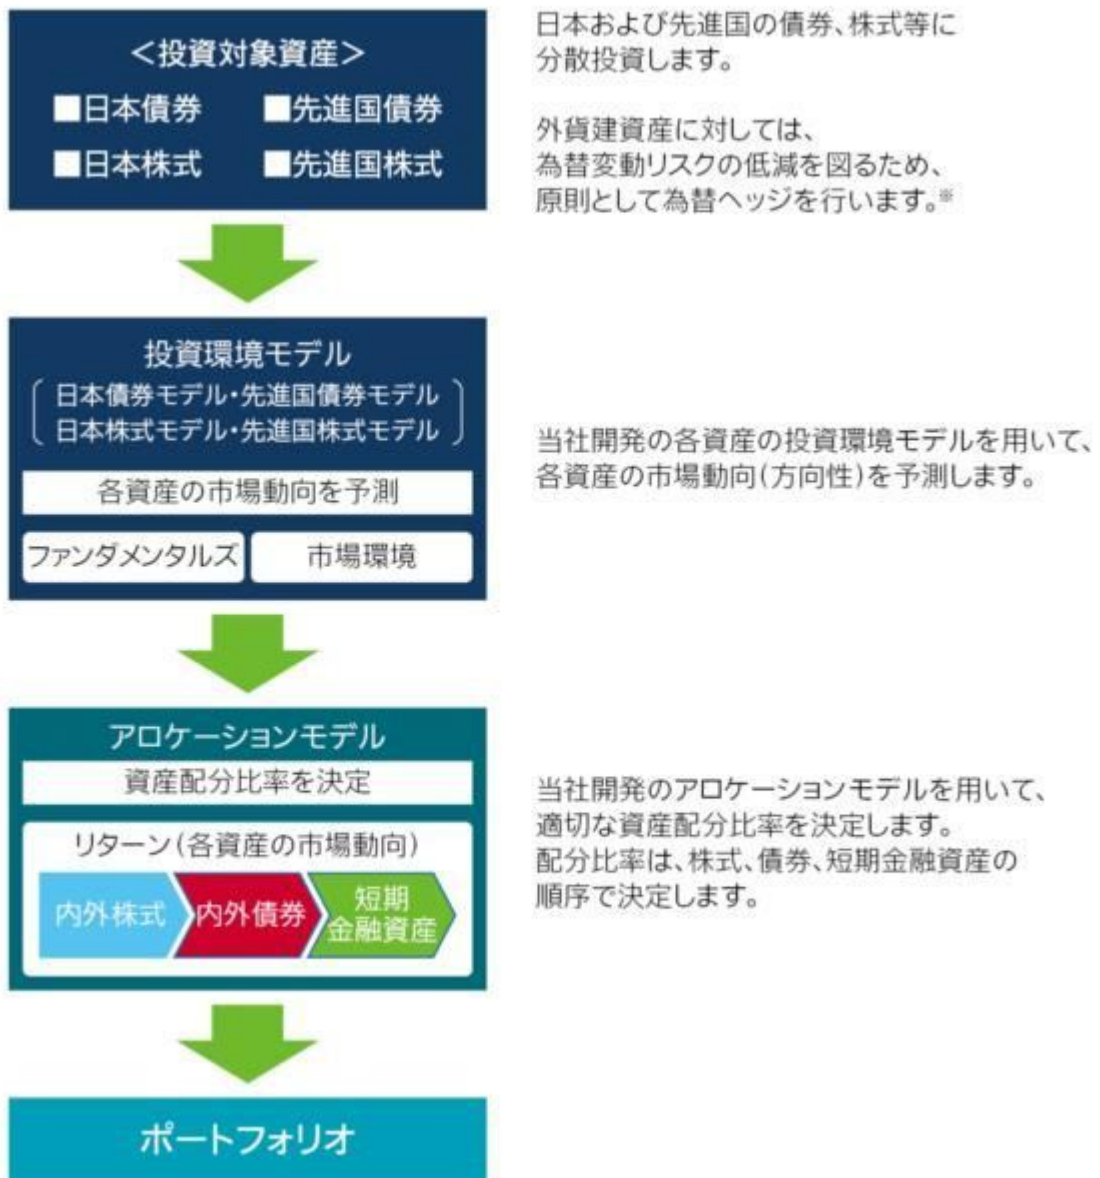 <投資対象資産>
■日本債券 ■先進国債券
■日本株式 ■先進国株式
日本および先進国の債券、株式等に
分散投資します。
外貨建資産に対しては、
為替変動リスクの低減を図るため、
原則として為替ヘッジを行います。※
投資環境モデル
日本債券モデル・先進国債券モデル
日本株式モデル・先進国株式モデル
各資産の市場動向を予測
ファンダメンタルズ 市場環境
当社開発の各資産の投資環境モデルを用いて、
各資産の市場動向(方向性)を予測します。
アロケーションモデル
資産配分比率を決定
リターン(各資産の市場動向)
内外株式 内外債券 短期
金融資産
当社開発のアロケーションモデルを用いて、
適切な資産配分比率を決定します。
配分比率は、株式、債券、短期金融資産の
順序で決定します。
ポートフォリオ